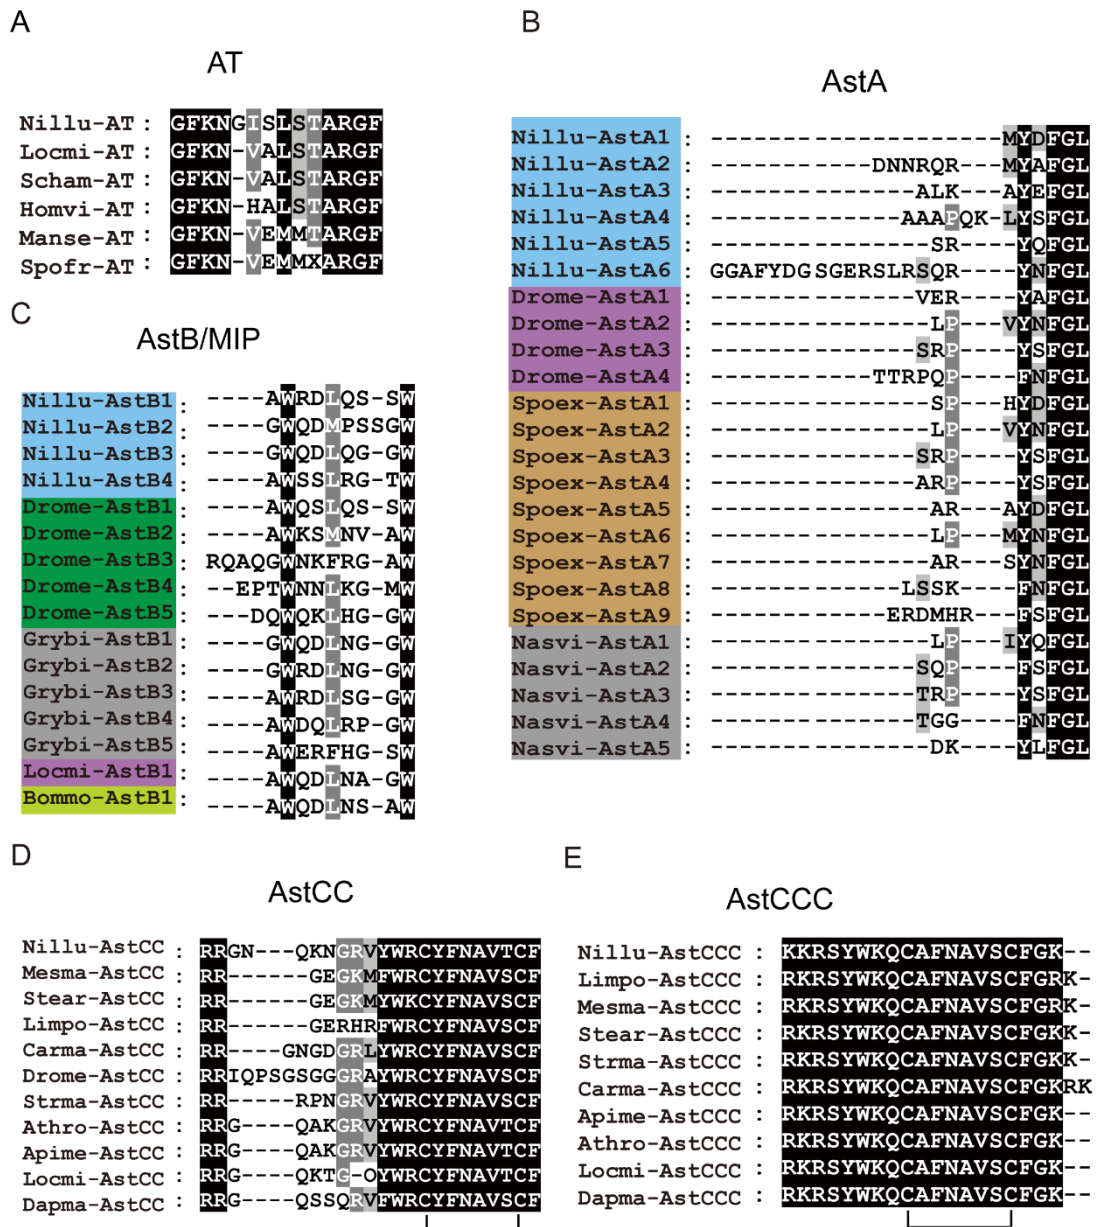 A
AT
Nillu-AT : GFKNGISLSTARGF
Locmi-AT : GFKN-VALSTARGF
Scham-AT : GFKN-VALSTARGF
Homvi-AT : GFKN-HALSTARGF
Manse-AT : GFKN-VEMMTARGF
Spofr-AT : GFKN-VEMMXARGF
B
AstA
Nillu-AstA1 : --------------------MYDFGL
Nillu-AstA2 : -----------DNNRQR---MYAFGL
Nillu-AstA3 : --------------ALK---AYEFGL
Nillu-AstA4 : -------------AAAPQK-LYSFGL
Nillu-AstA5 : ---------------SR----YQFGL
Nillu-AstA6 : GGAFYDGSGERSLRSQR----YNFGL
Drome-AstA1 : --------------VER----YAFGL
Drome-AstA2 : ---------------LP---VYNFGL
Drome-AstA3 : --------------SRP----YSFGL
Drome-AstA4 : -----------TTRPQP----FNFGL
Spoex-AstA1 : ---------------SP---HYDFGL
Spoex-AstA2 : ---------------LP---VYNFGL
Spoex-AstA3 : --------------SRP----YSFGL
Spoex-AstA4 : --------------ARP----YSFGL
Spoex-AstA5 : ---------------AR---AYDFGL
Spoex-AstA6 : ---------------LP---MYNFGL
Spoex-AstA7 : ---------------AR---SYNFGL
Spoex-AstA8 : -------------LSSK----FNFGL
Spoex-AstA9 : ------------ERDMHR---FSFGL
Nasvi-AstA1 : ---------------LP---IYQFGL
Nasvi-AstA2 : --------------SQP----FSFGL
Nasvi-AstA3 : --------------TRP----YSFGL
Nasvi-AstA4 : --------------TGG----FNFGL
Nasvi-AstA5 : ---------------DK----YLFGL
C
AstB/MIP
Nillu-AstB1 : ----AWRDLQS-SW
Nillu-AstB2 : ----GWQDMPSSGW
Nillu-AstB3 : ----GWQDLQG-GW
Nillu-AstB4 : ----AWSSLRG-TW
Drome-AstB1 : ----AWQSLQS-SW
Drome-AstB2 : ----AWKSMNV-AW
Drome-AstB3 : RQAQGWNKFRG-AW
Drome-AstB4 : --EPTWNNLKG-MW
Drome-AstB5 : ---DQWQKLHG-GW
Grybi-AstB1 : ----GWQDLNG-GW
Grybi-AstB2 : ----GWRDLNG-GW
Grybi-AstB3 : ----AWRDLSG-GW
Grybi-AstB4 : ----AWDQLRP-GW
Grybi-AstB5 : ----AWERFHG-SW
Locmi-AstB1 : ----AWQDLNA-GW
Bommo-AstB1 : ----AWQDLNS-AW
D
AstCC
Nillu-AstCC : RRGN---QKNGRVYWRCYFNAVTCF
Mesma-AstCC : RR------GEGKMFWRCYFNAVSCF
Stear-AstCC : RR------GEGKMYWKCYFNAVSCF
Limpo-AstCC : RR------GERHRFWRCYFNAVSCF
Carma-AstCC : RR----GNGDGRLYWRCYFNAVSCF
Drome-AstCC : RRIQPSGSGGGRAYWRCYFNAVSCF
Strma-AstCC : RR-----RPNGRVYWRCYFNAVSCF
Athro-AstCC : RRG----QAKGRVYWRCYFNAVTCF
Apime-AstCC : RRG----QAKGRVYWRCYFNAVTCF
Locmi-AstCC : RRG----QKTG-OYWRCYFNAVTCF
Dapma-AstCC : RRG----QSSQRVFWRCYFNAVSCF
E
AstCCC
Nillu-AstCCC : KKRSYWKQCAFNAVSCFGK--
Limpo-AstCCC : RKRSYWKQCAFNAVSCFGRK-
Mesma-AstCCC : RKRSYWKQCAFNAVSCFGKK-
Stear-AstCCC : RKRSYWKQCAFNAVSCFGKK-
Strma-AstCCC : RKRSYWKQCAFNAVSCFGKK-
Carma-AstCCC : RKRSYWKQCAFNAVSCFGKRK
Apime-AstCCC : RKRSYWKQCAFNAVSCFGK--
Athro-AstCCC : RKRSYWKQCAFNAVSCFGK--
Locmi-AstCCC : RKRSYWKQCAFNAVSCFGK--
Dapma-AstCCC : RKRSYWKQCAFNAVSCFGK--